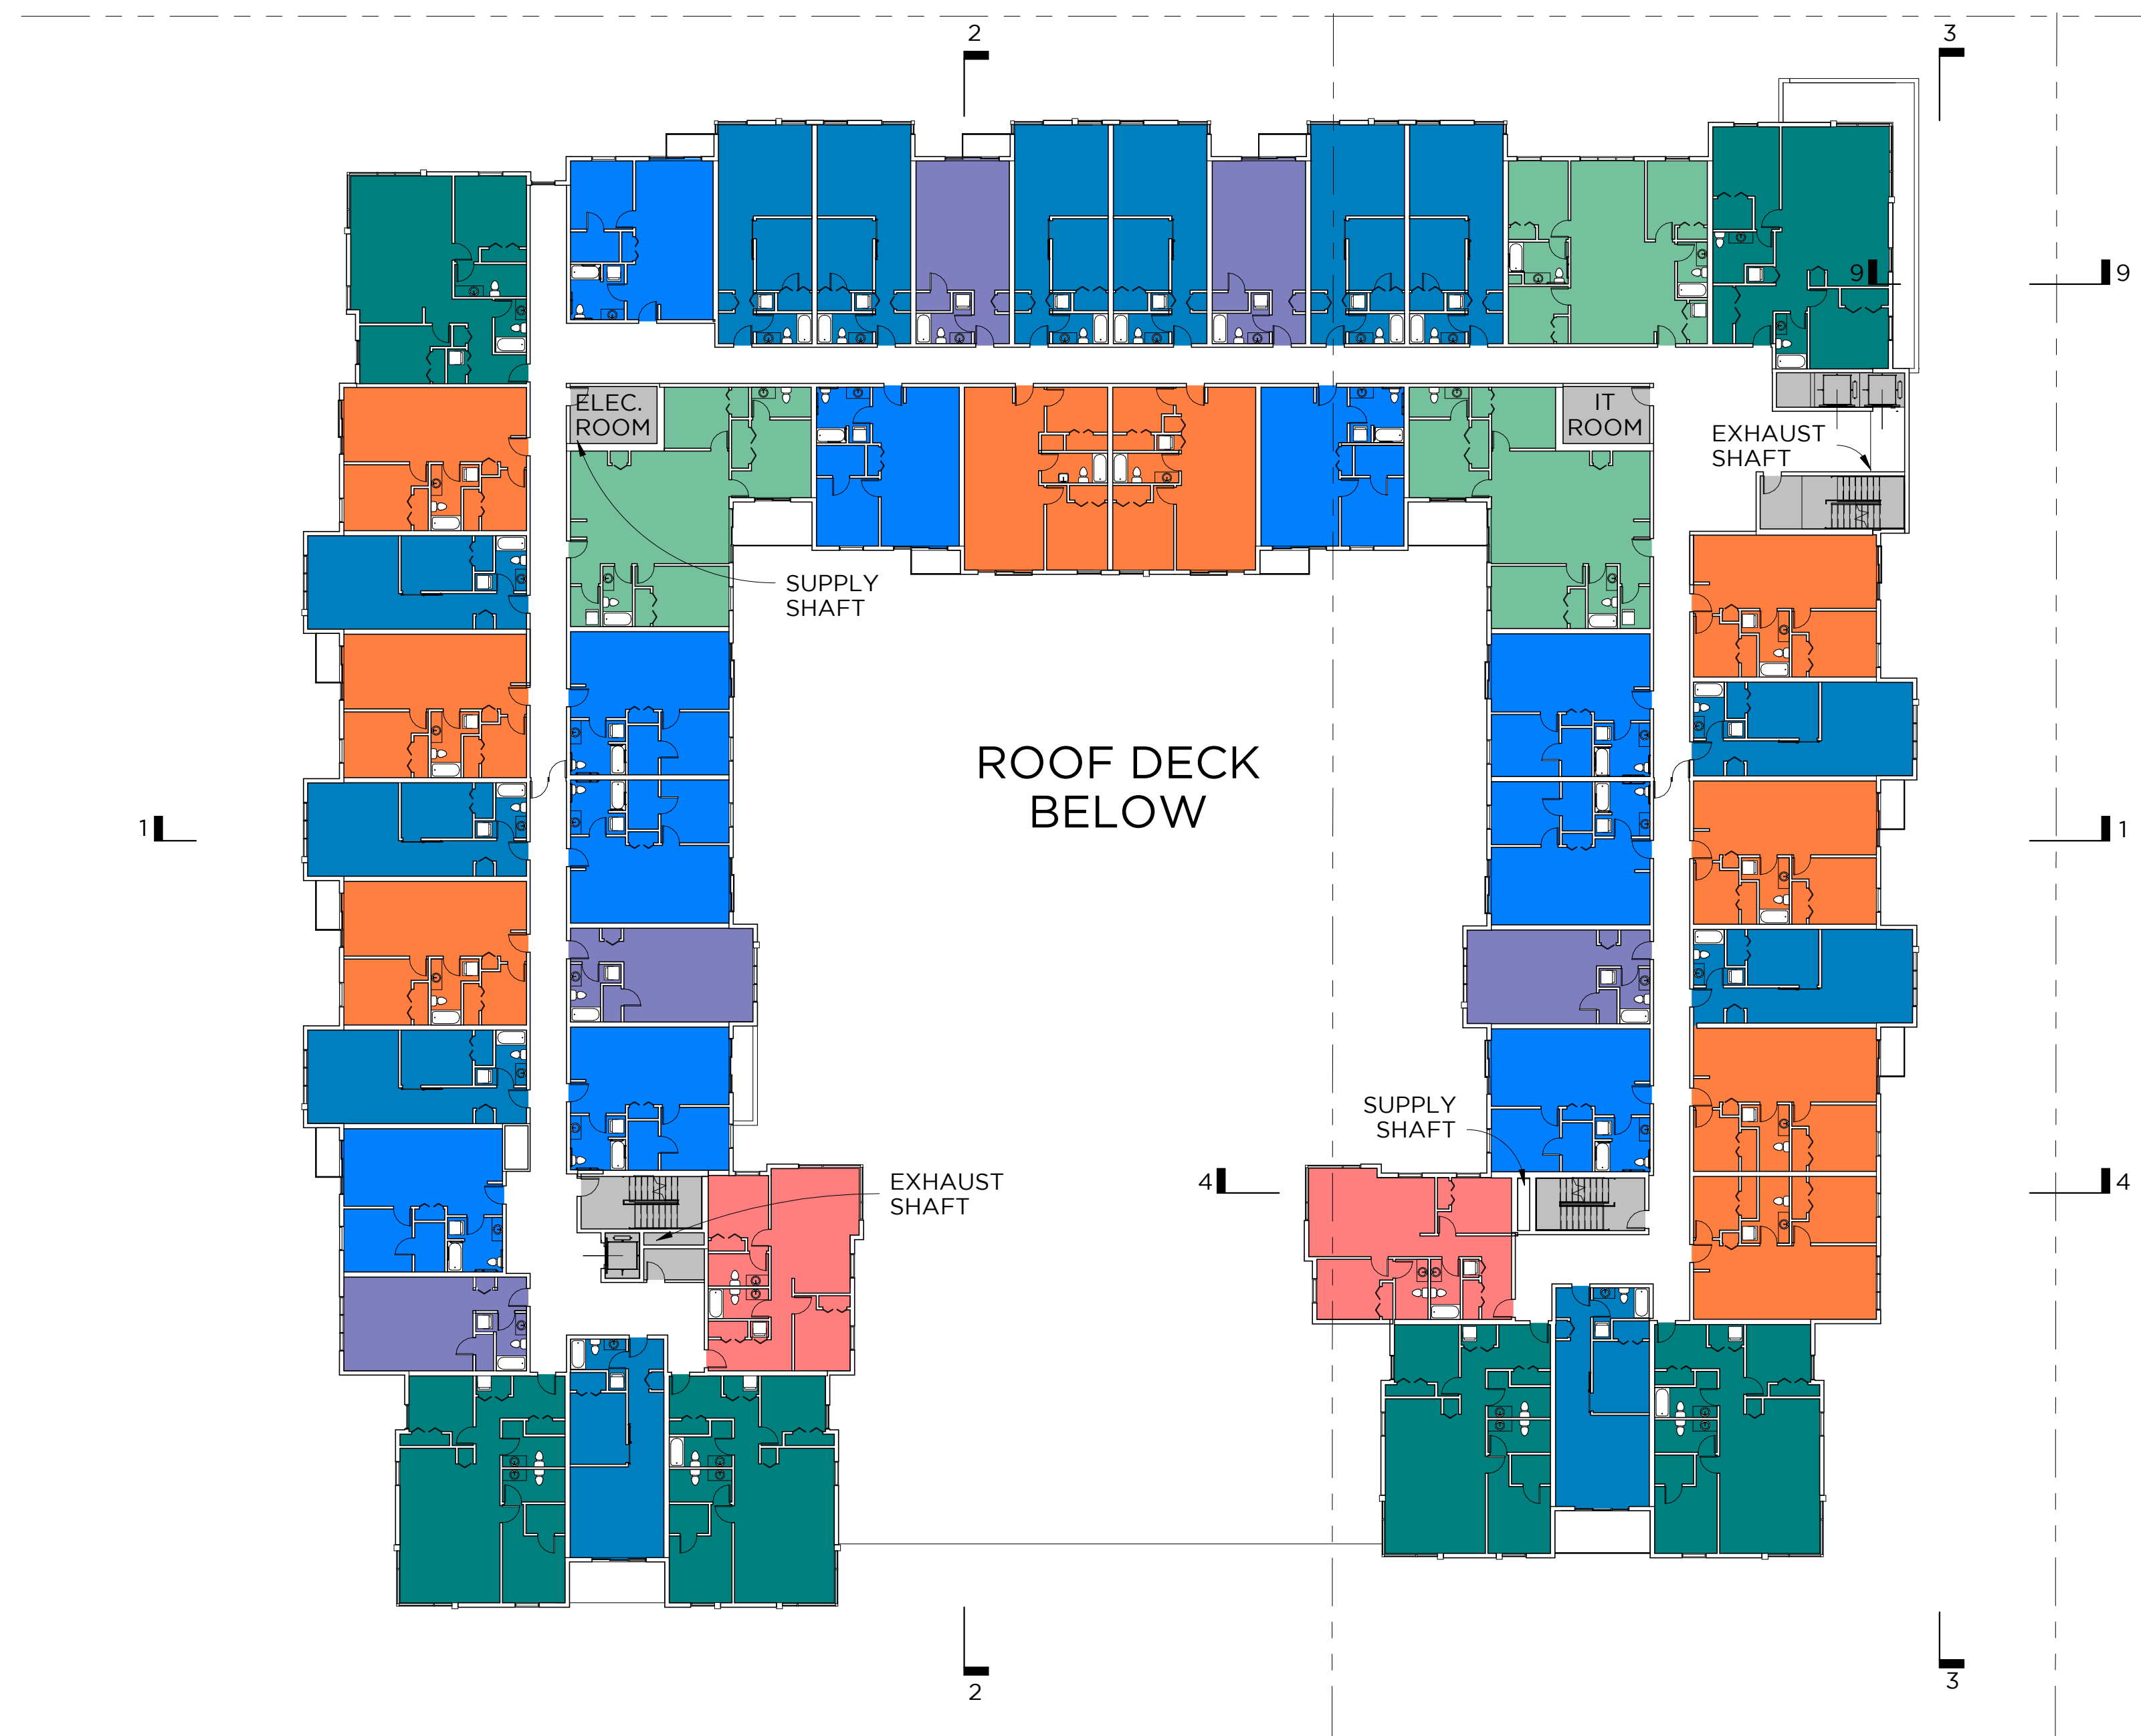 2
3
9
9
ELEC.
ROOM
IT
ROOM
EXHAUST
SHAFT
SUPPLY
SHAFT
ROOF DECK
BELOW
1
1
SUPPLY
SHAFT
EXHAUST
SHAFT
4
4
2
3